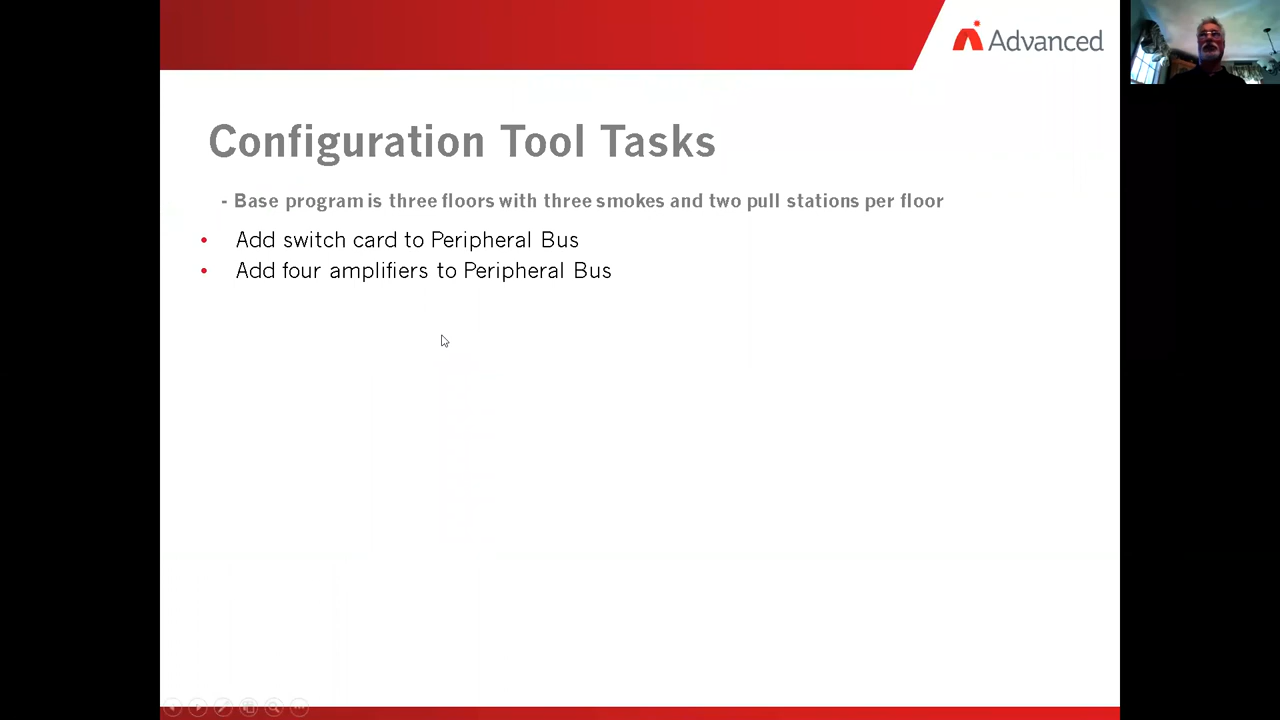 Advanced
Configuration Tool Tasks
- Base program is three floors with three smokes and two pull stations per floor
• Add switch card to Peripheral Bus
• Add four amplifiers to Peripheral Bus